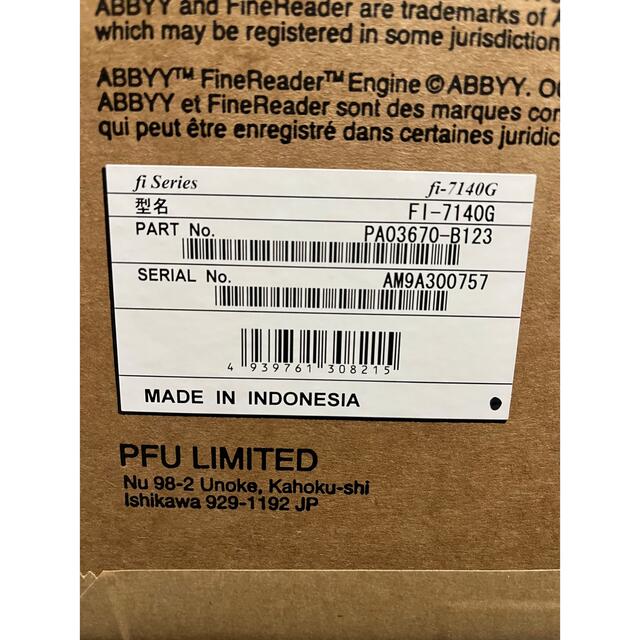 ABBYY and FineReader are trademarks of
which may be registered in some jurisdiction
ABBYY™ FineReader™ Engine © ABBYY.
ABBYY et FineReader sont des marques
qui peut être enregistré dans certaines juridic
fi Series fi-7140G
型名 FI-7140G
PART No. PA03670-B123
SERIAL No. AM9A300757
4 939761 308215
MADE IN INDONESIA
PFU LIMITED
Nu 98-2 Unoke, Kahoku-shi
Ishikawa 929-1192 JP